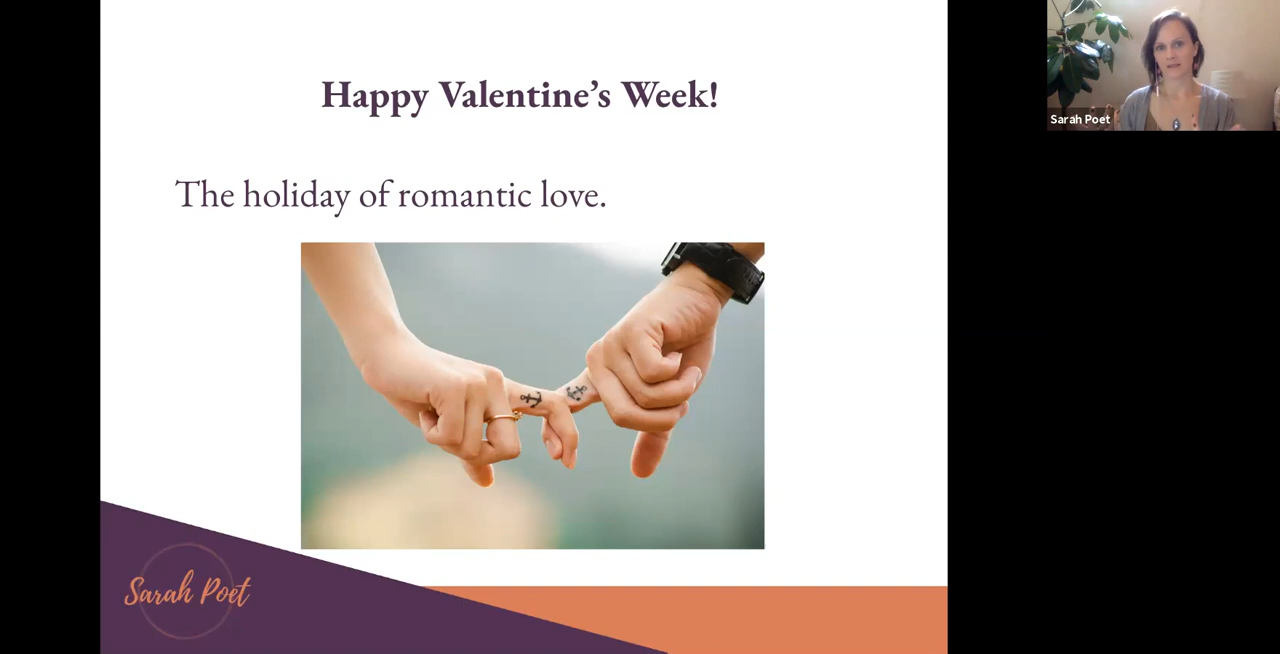 Happy Valentine’s Week!
The holiday of romantic love.
Sarah Poet
Sarah Poet